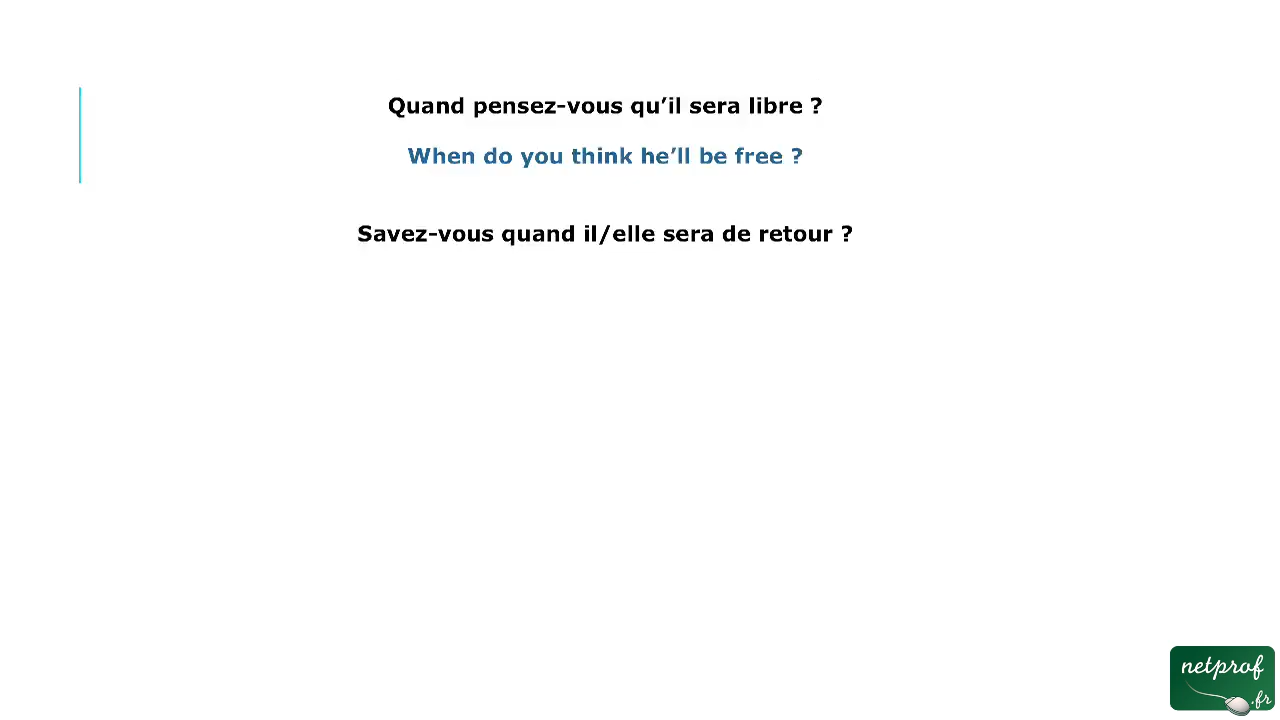 Quand pensez-vous qu’il sera libre ?
When do you think he’ll be free ?
Savez-vous quand il/elle sera de retour ?
netprof
.fr